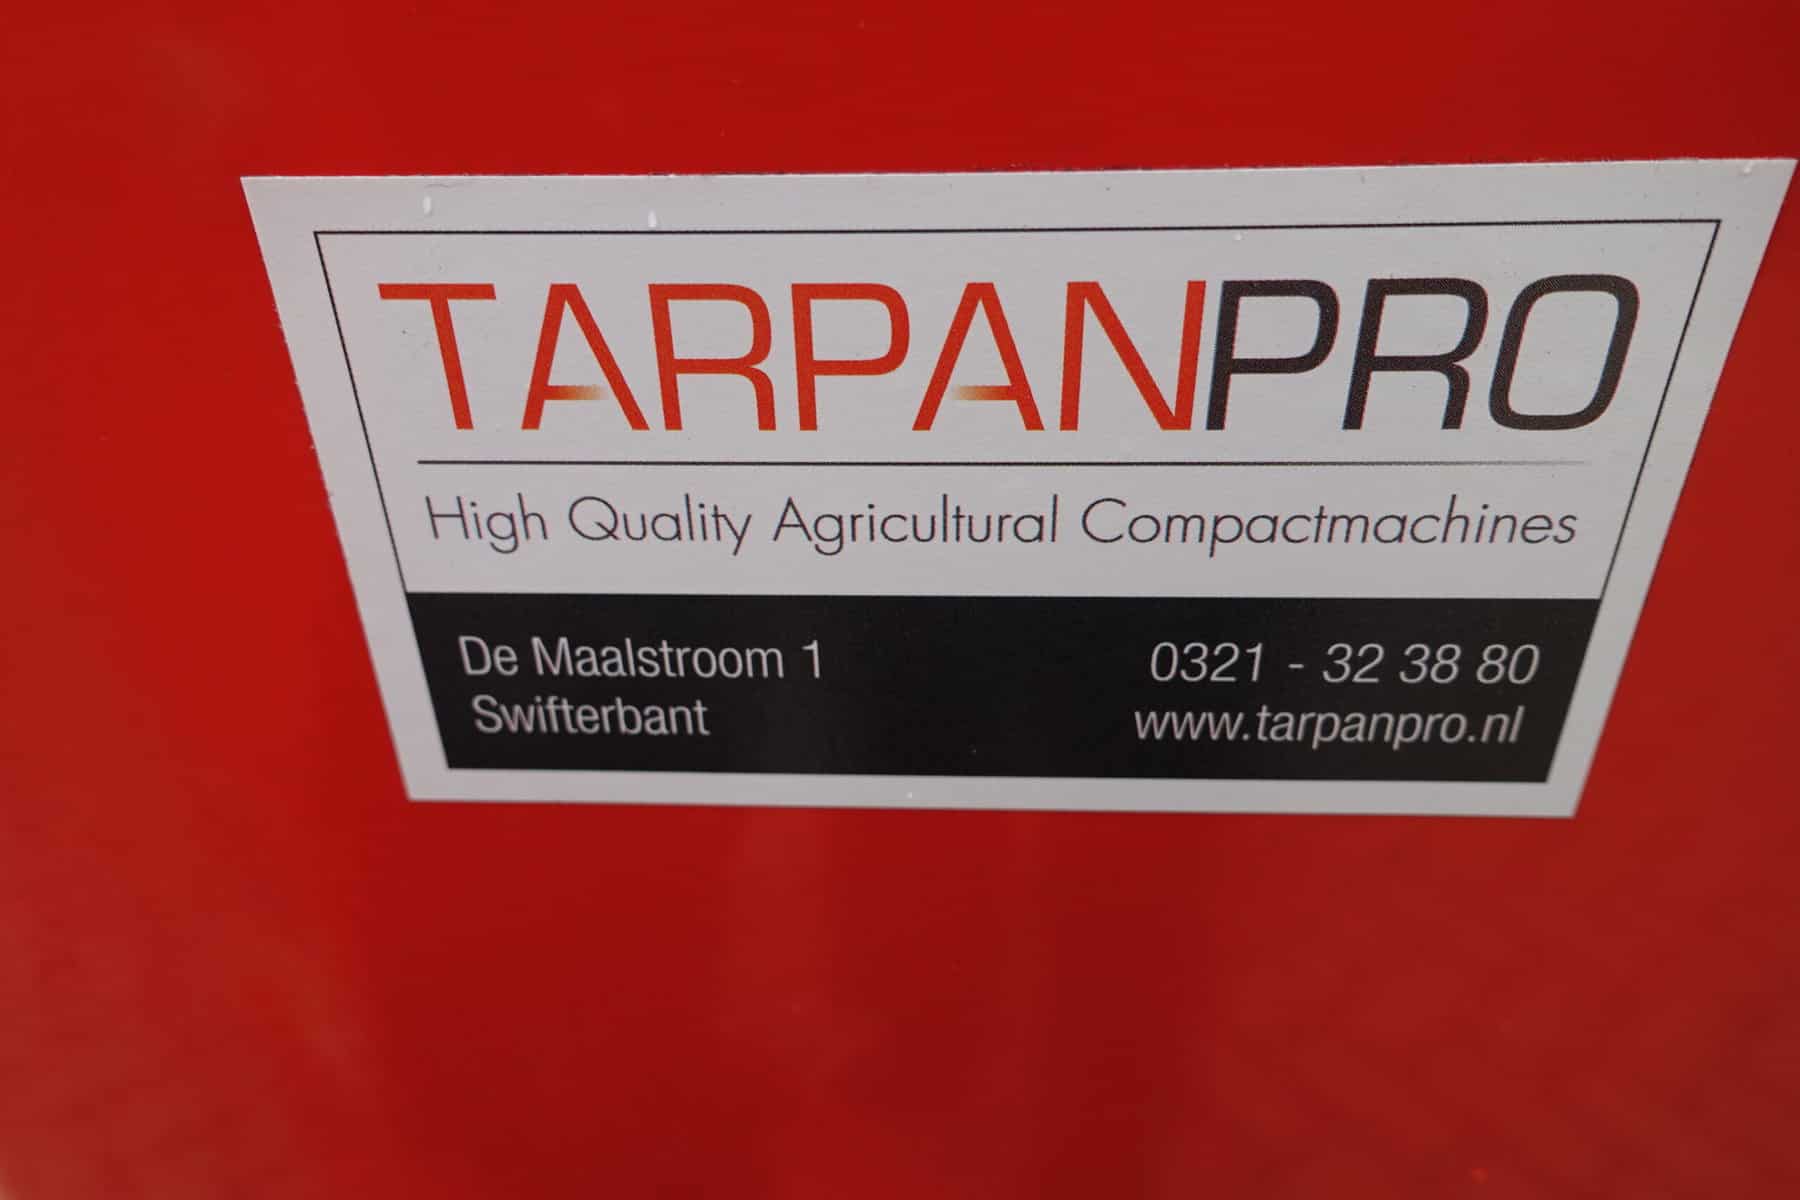 TARPANPRO
High Quality Agricultural Compactmachines
De Maalstroom 1
Swifterbant
0321 - 32 38 80
www.tarpanpro.nl